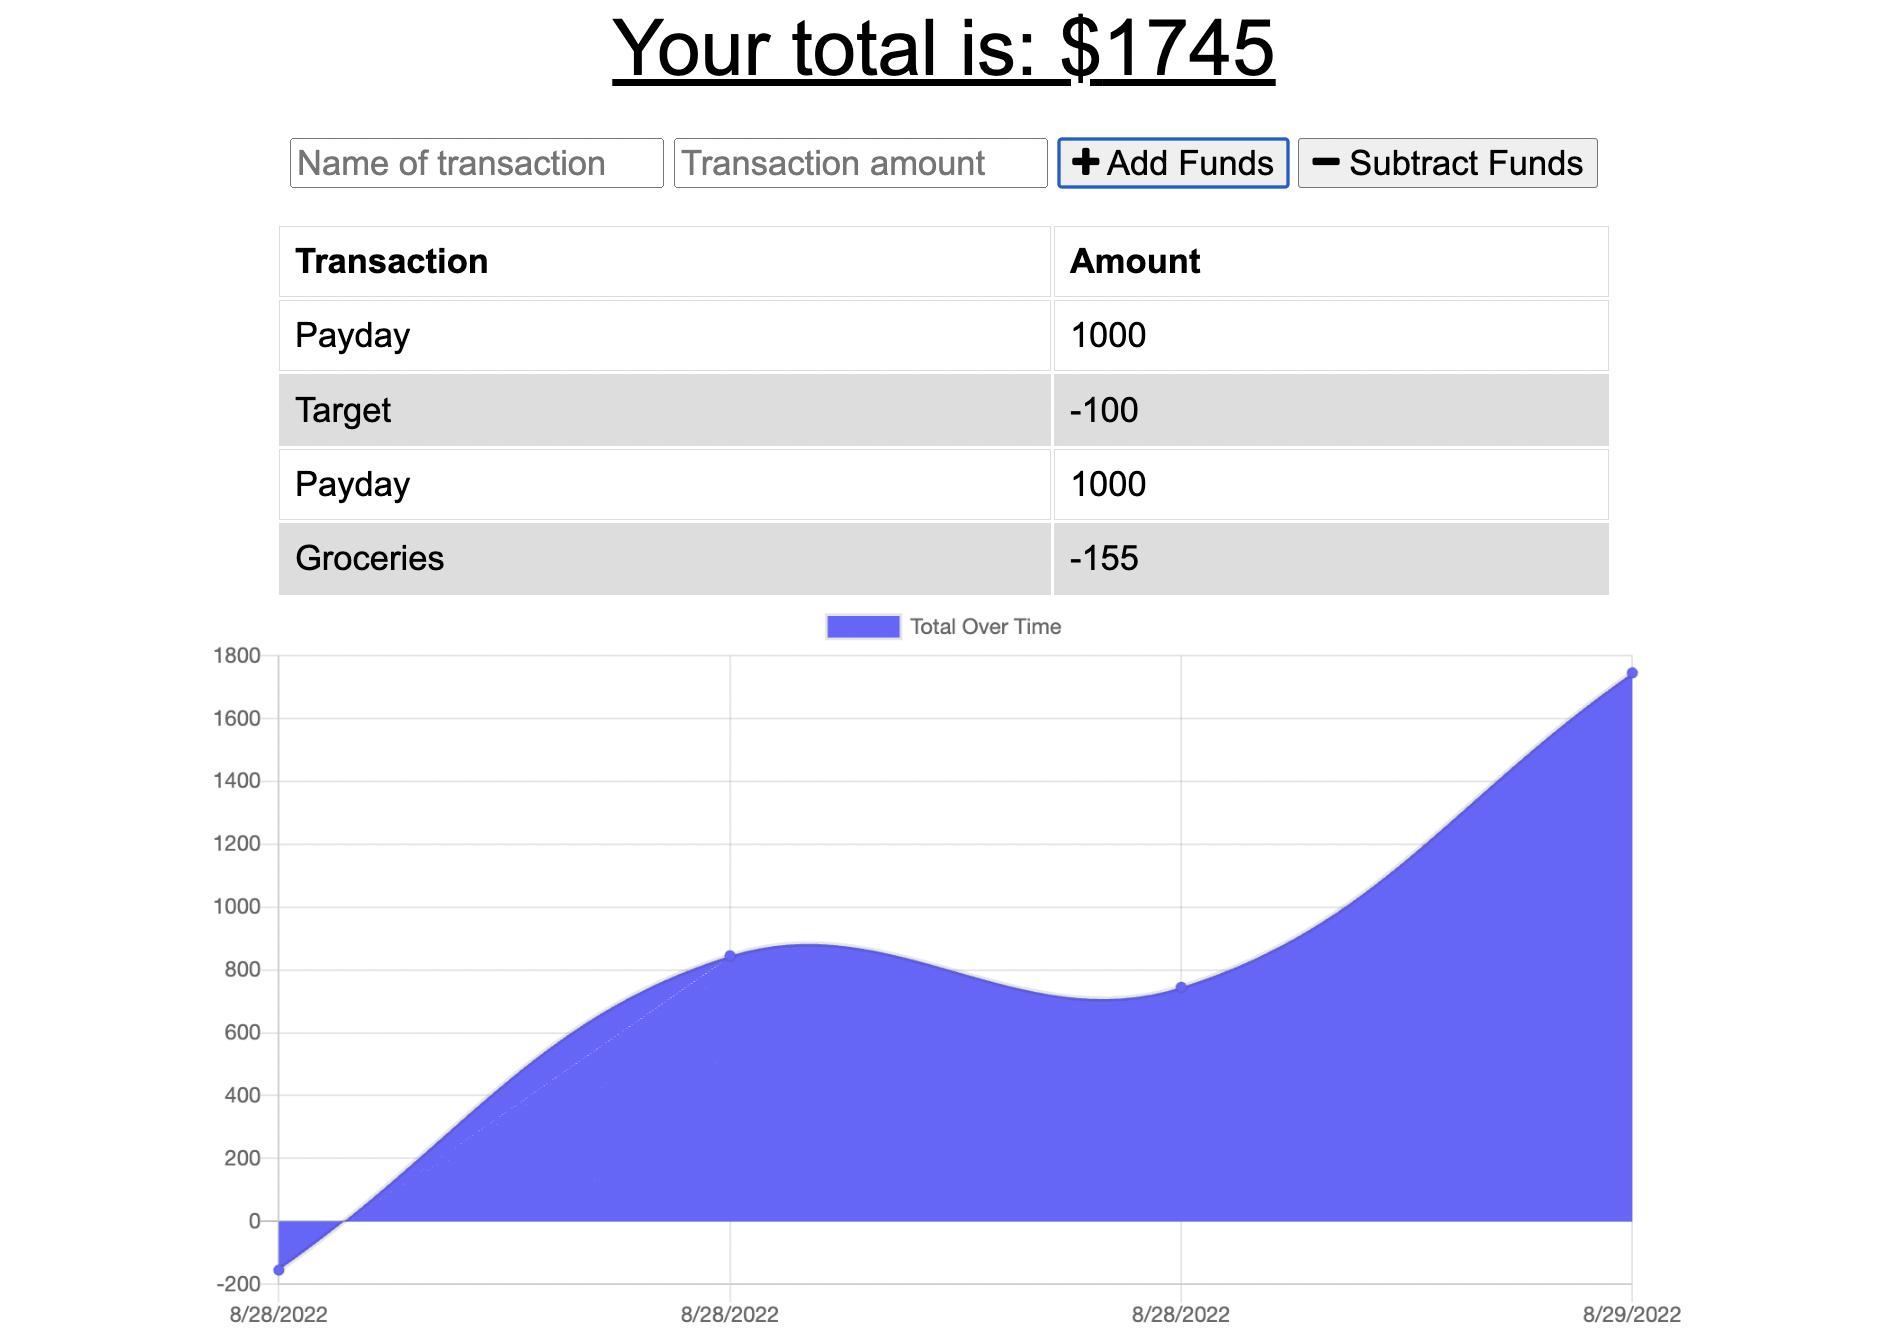 Your total is: $1745
Name of transaction Transaction amount + Add Funds − Subtract Funds
Transaction Amount
Payday 1000
Target -100
Payday 1000
Groceries -155
Total Over Time
1800
1600
1400
1200
1000
800
600
400
200
0
-200
8/28/2022 8/28/2022 8/28/2022 8/29/2022